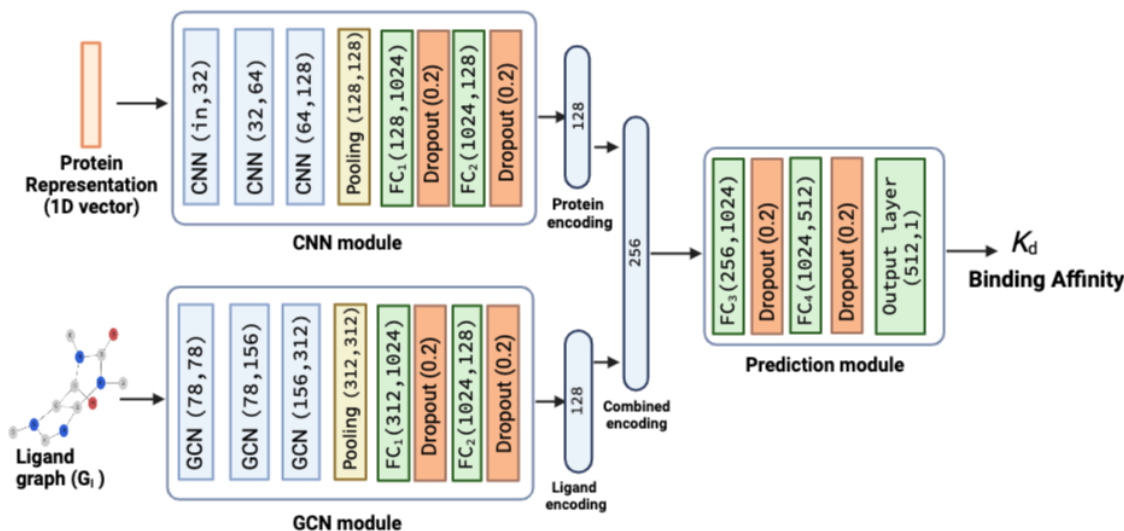 Protein
Representation
(1D vector)
CNN (in,32)
CNN (32,64)
CNN (64,128)
Pooling (128,128)
FC₁(128,1024)
Dropout (0.2)
FC₂(1024,128)
Dropout (0.2)
CNN module
128
Protein
encoding
Ligand
graph (Gₗ)
GCN (78,78)
GCN (78,156)
GCN (156,312)
Pooling (312,312)
FC₁(312,1024)
Dropout (0.2)
FC₂(1024,128)
Dropout (0.2)
GCN module
128
Ligand
encoding
256
Combined
encoding
FC₃(256,1024)
Dropout (0.2)
FC₄(1024,512)
Dropout (0.2)
Output layer
(512,1)
Prediction module
Kd
Binding Affinity